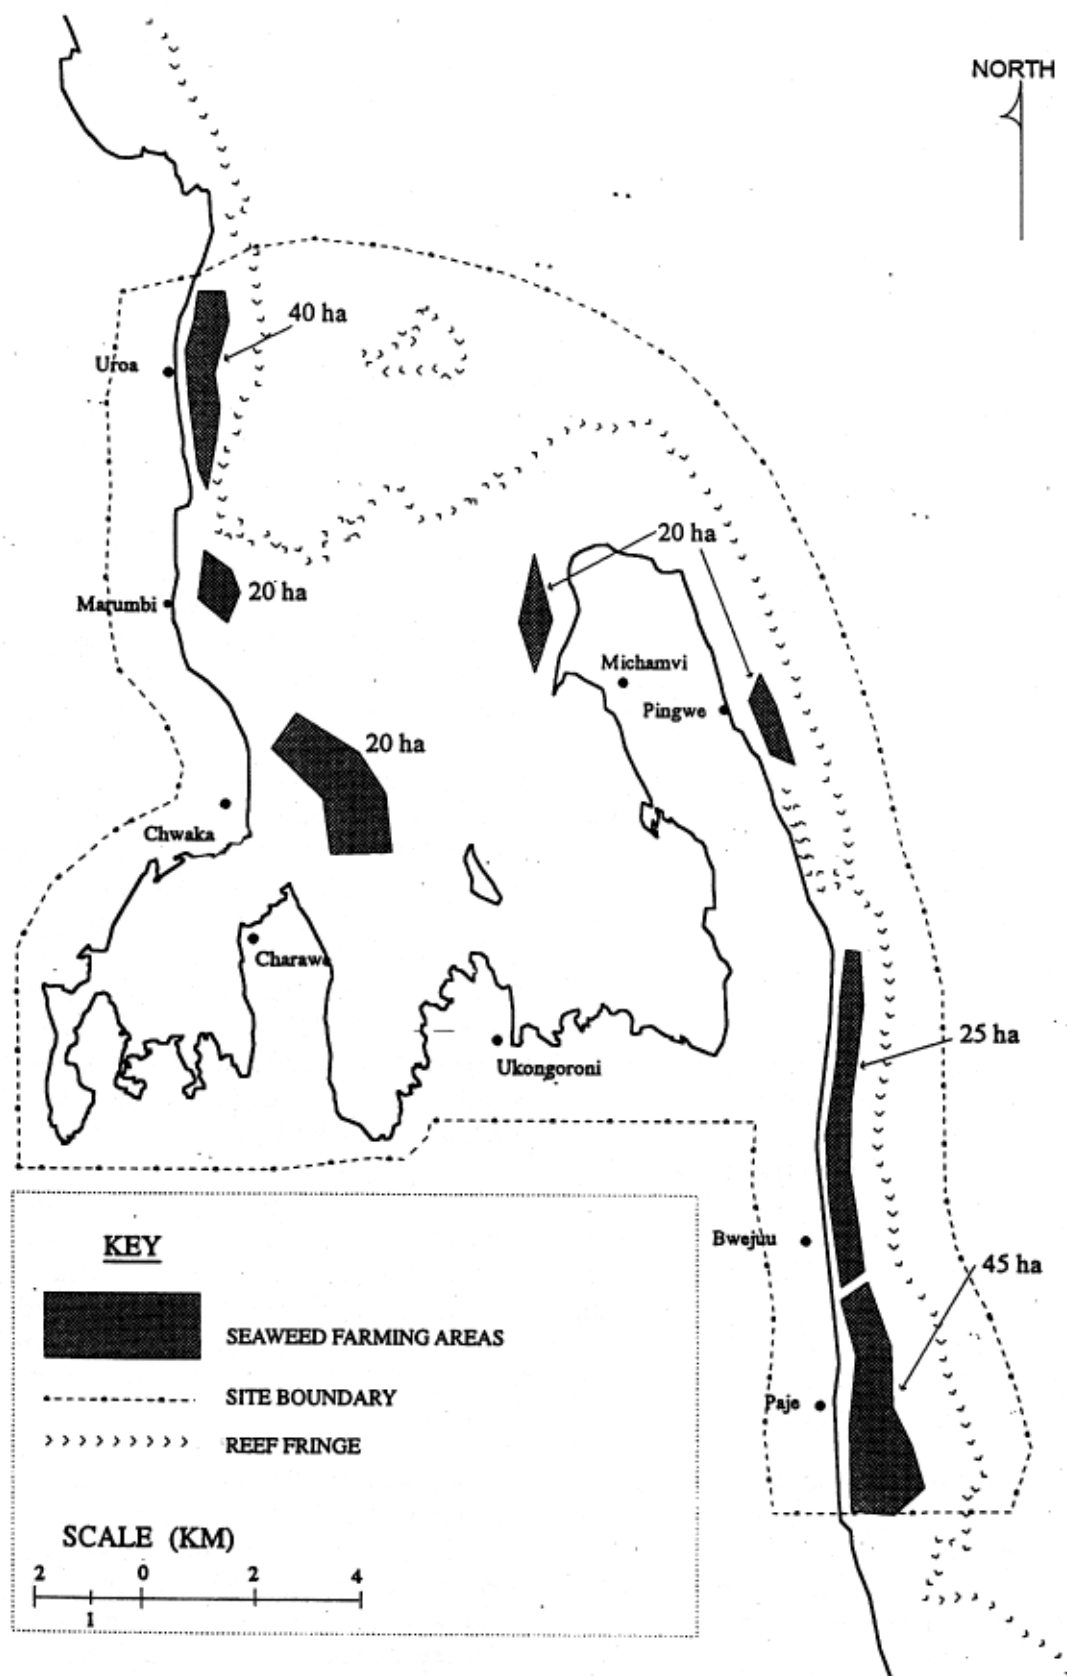 NORTH
40 ha
Uroa
20 ha
20 ha
Marumbi
Michamvi
Pingwe
20 ha
Chwaka
Charawe
25 ha
Ukongoroni
Bwejuu
45 ha
Paje
KEY
SEAWEED FARMING AREAS
SITE BOUNDARY
REEF FRINGE
SCALE (KM)
2 0 2 4
1